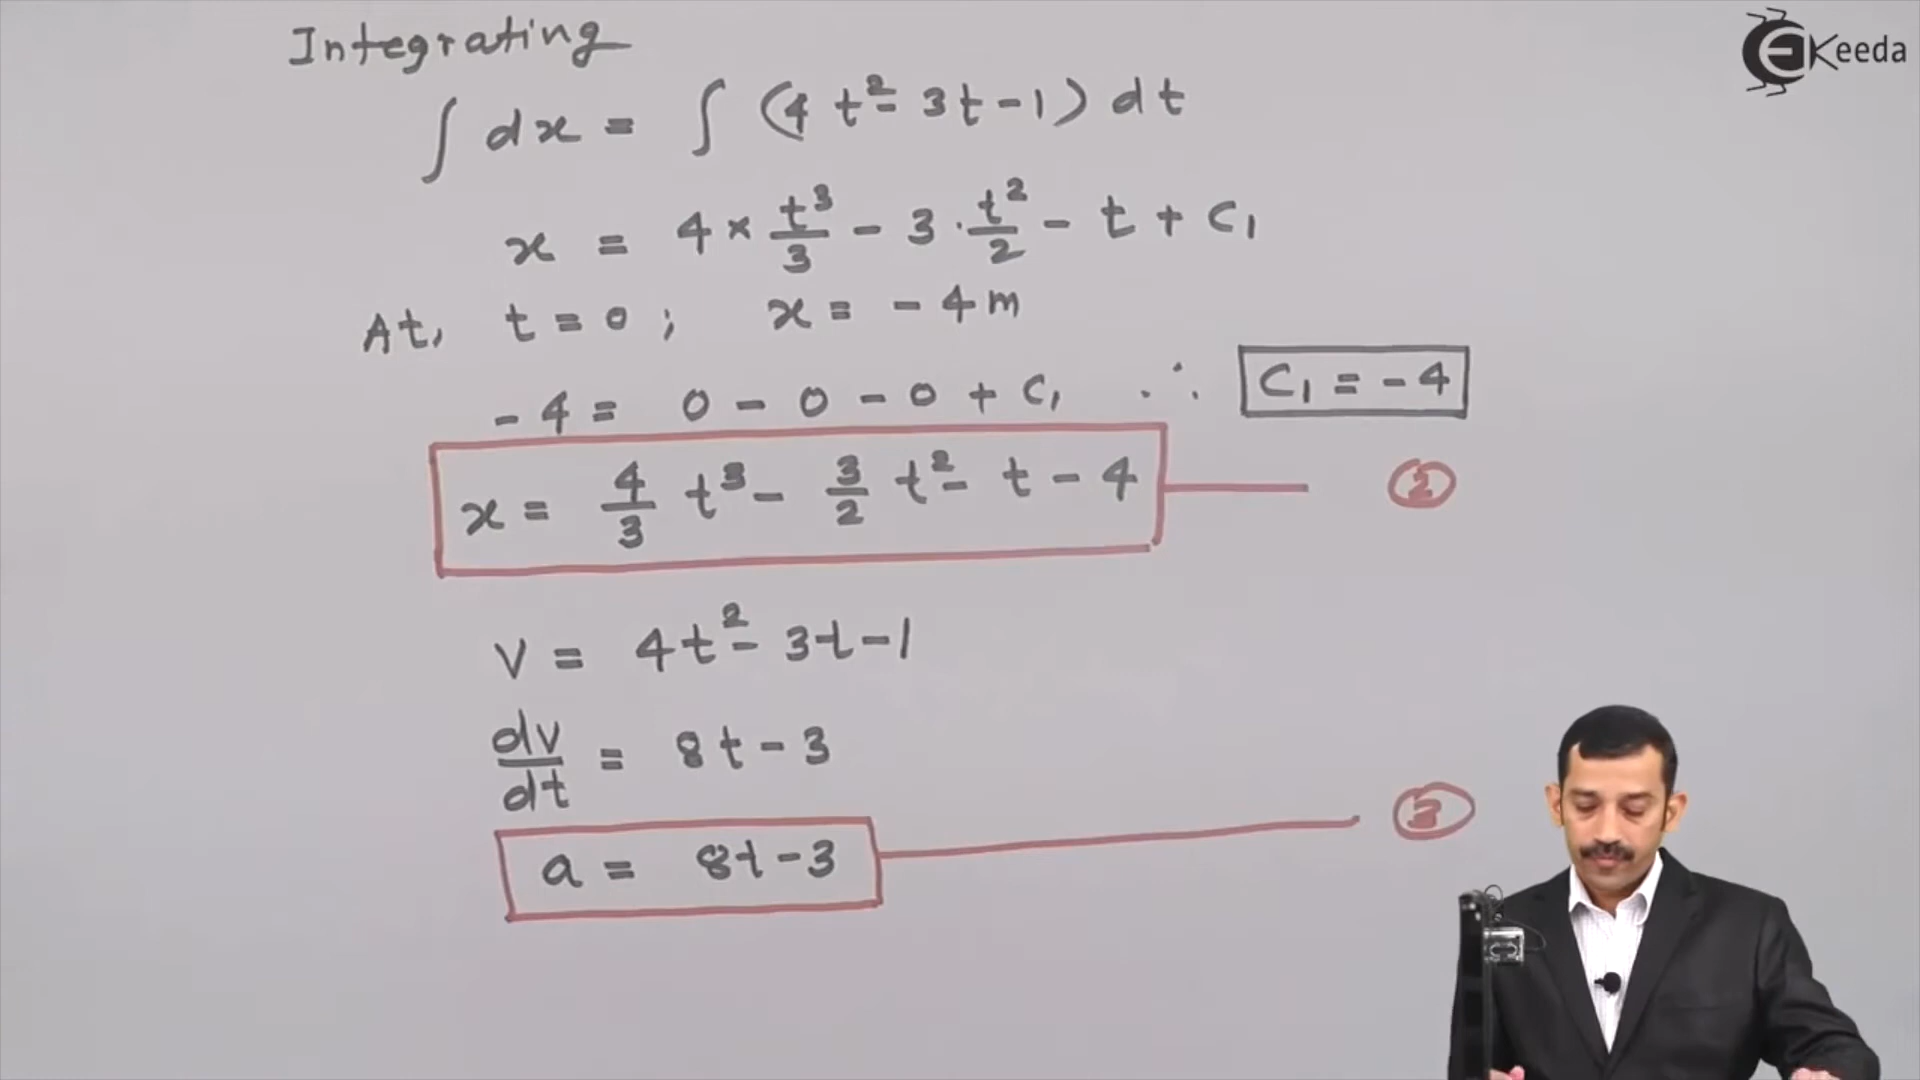 Integrating
EKeeda
∫ dx = ∫ (4t² - 3t - 1) dt
x = 4 × t³/3 - 3 · t²/2 - t + C₁
At, t = 0 ; x = - 4 m
- 4 = 0 - 0 - 0 + C₁ ∴ C₁ = - 4
x = 4/3 t³ - 3/2 t² - t - 4 ②
V = 4t² - 3t - 1
dv/dt = 8t - 3
a = 8t - 3 ③